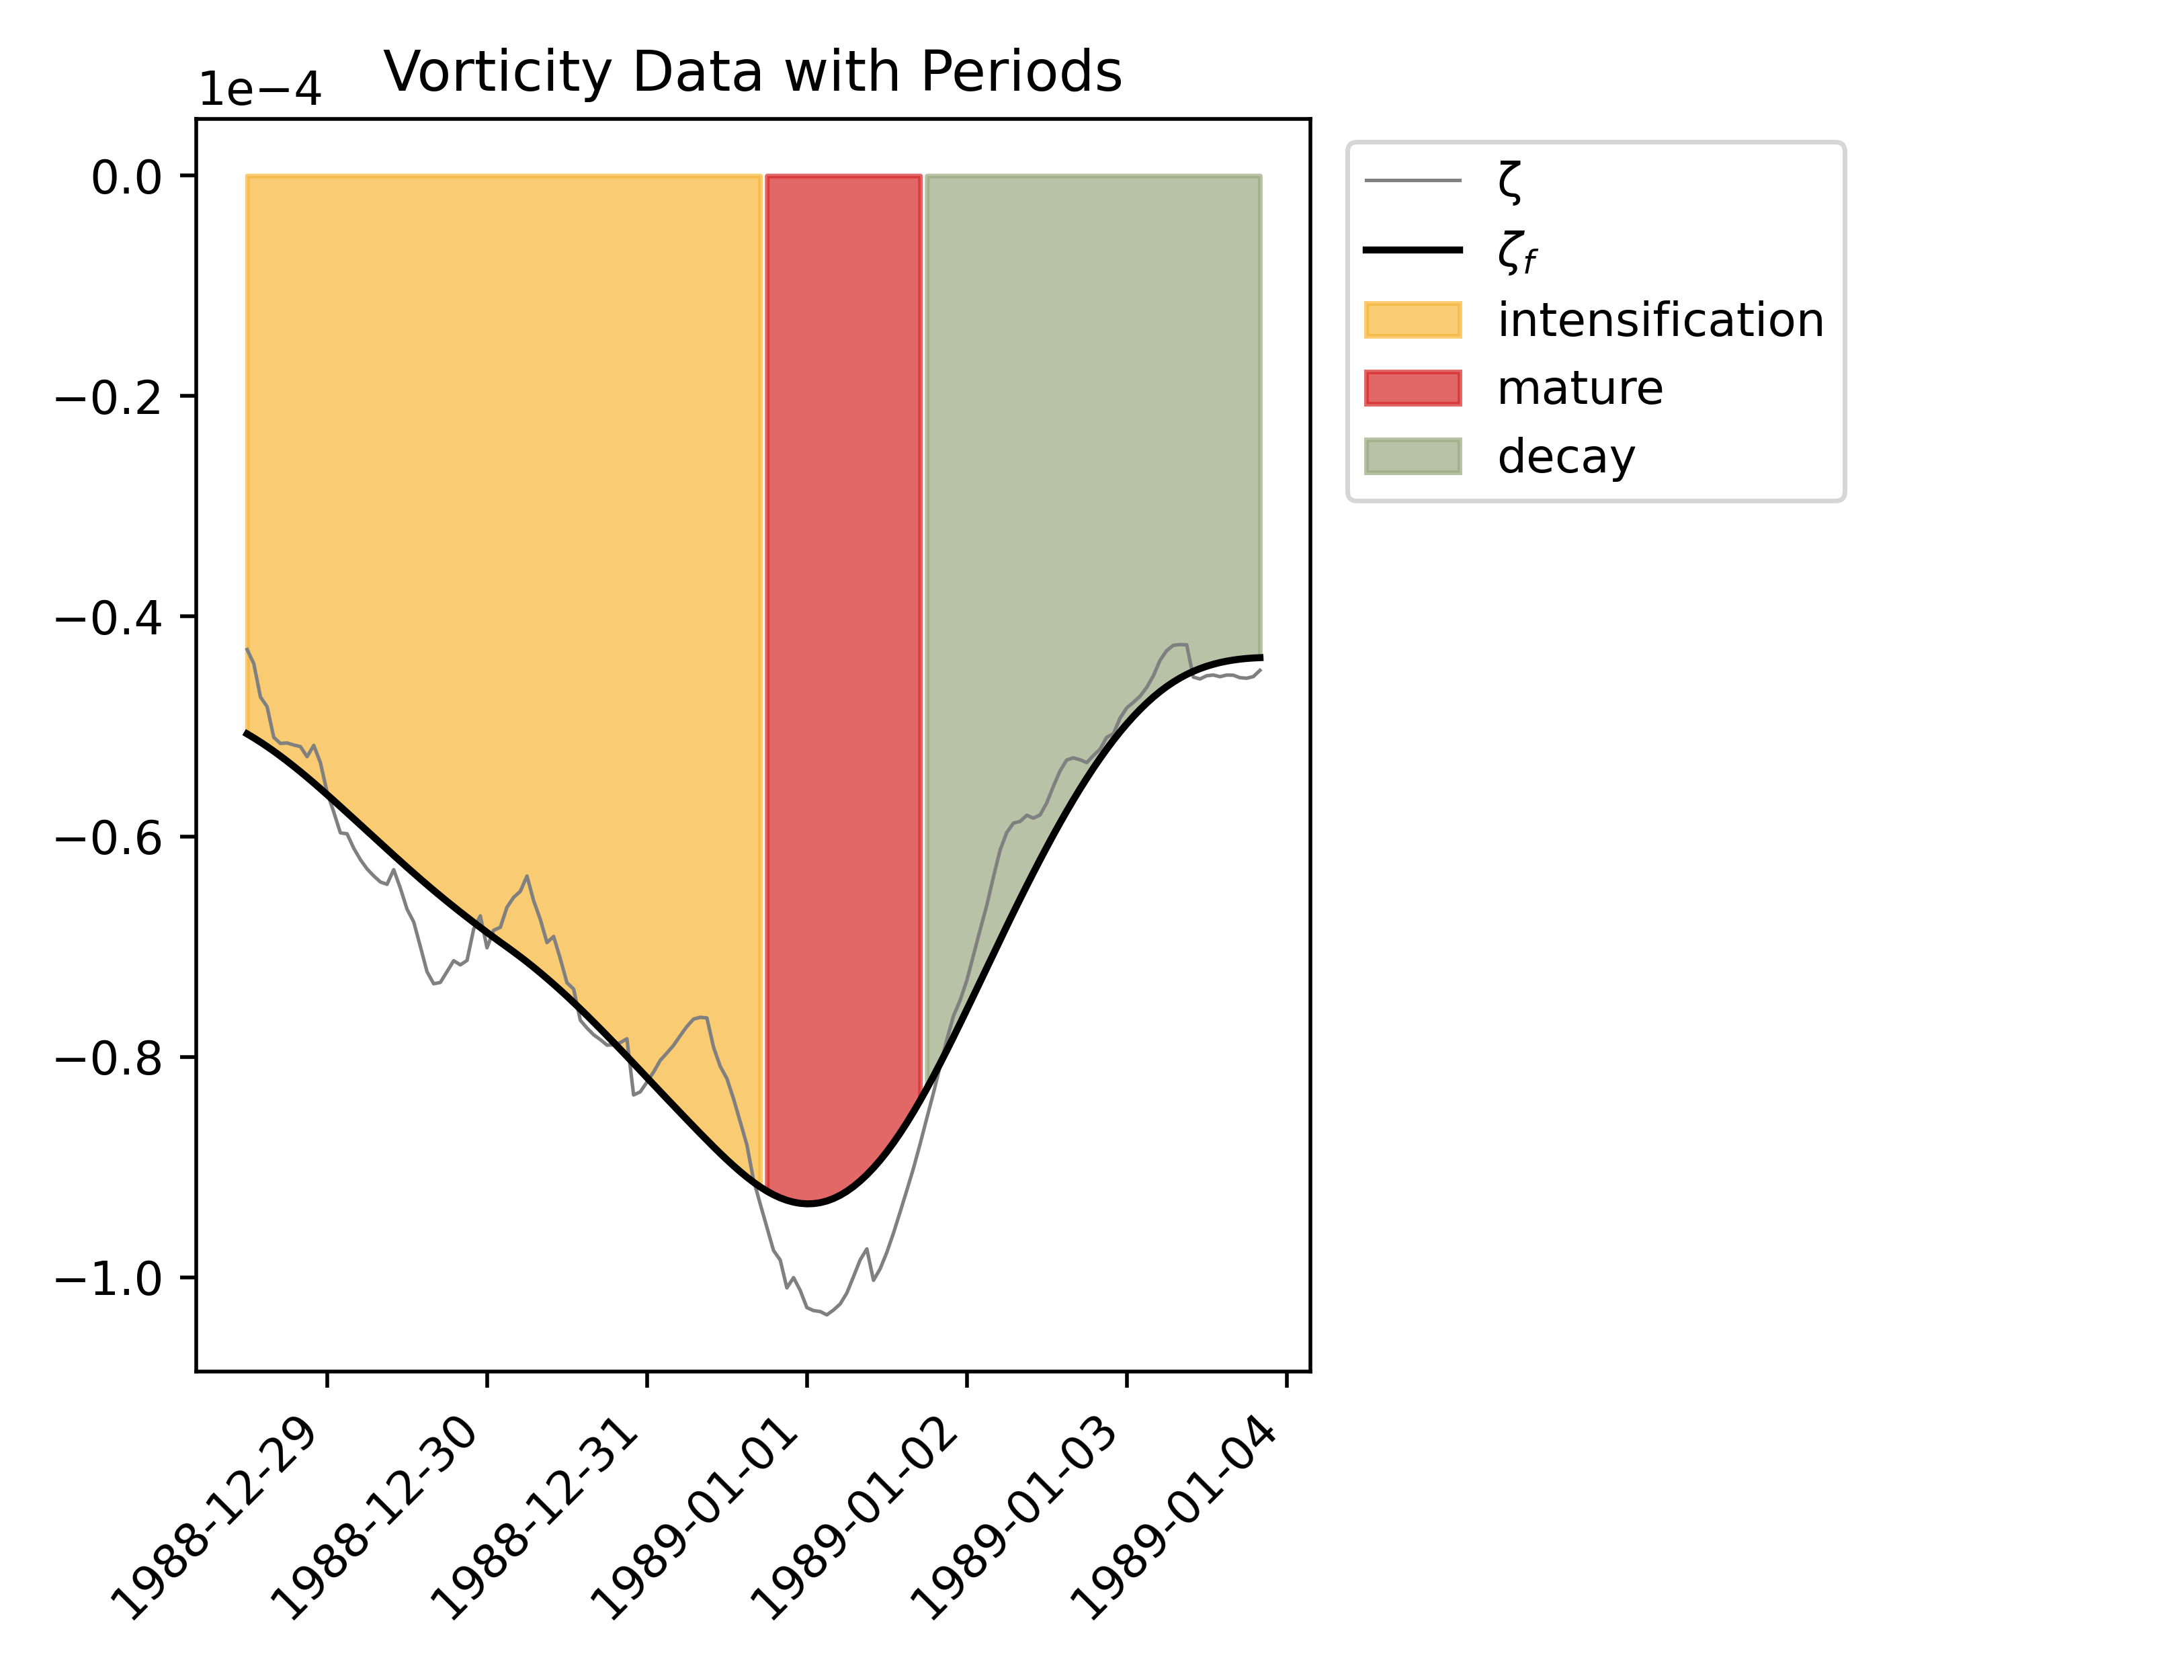 Vorticity Data with Periods
1e−4
0.0
−0.2
−0.4
−0.6
−0.8
−1.0
1988-12-29
1988-12-30
1988-12-31
1989-01-01
1989-01-02
1989-01-03
1989-01-04
ζ
ζf
intensification
mature
decay